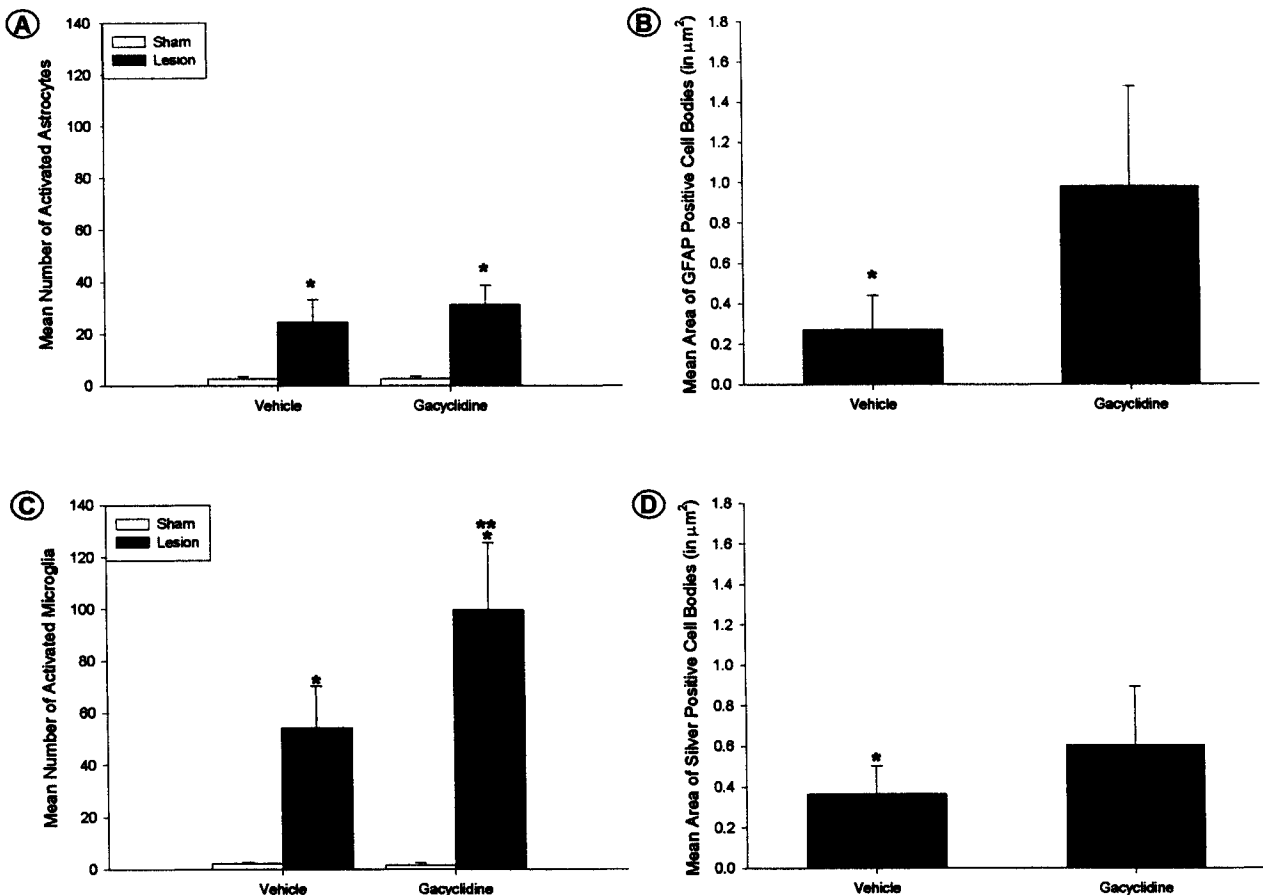 A
Mean Number of Activated Astrocytes
140
120
100
80
60
40
20
0
Sham
Lesion
*
*
Vehicle
Gacyclidine
B
Mean Area of GFAP Positive Cell Bodies (in μm²)
1.8
1.6
1.4
1.2
1.0
0.8
0.6
0.4
0.2
0.0
*
Vehicle
Gacyclidine
C
Mean Number of Activated Microglia
140
120
100
80
60
40
20
0
Sham
Lesion
*
**
*
Vehicle
Gacyclidine
D
Mean Area of Silver Positive Cell Bodies (in μm²)
1.8
1.6
1.4
1.2
1.0
0.8
0.6
0.4
0.2
0.0
*
Vehicle
Gacyclidine